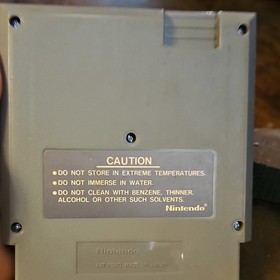 CAUTION
• DO NOT STORE IN EXTREME TEMPERATURES.
• DO NOT IMMERSE IN WATER.
• DO NOT CLEAN WITH BENZENE, THINNER,
ALCOHOL OR OTHER SUCH SOLVENTS.
Nintendo®
Nintendo